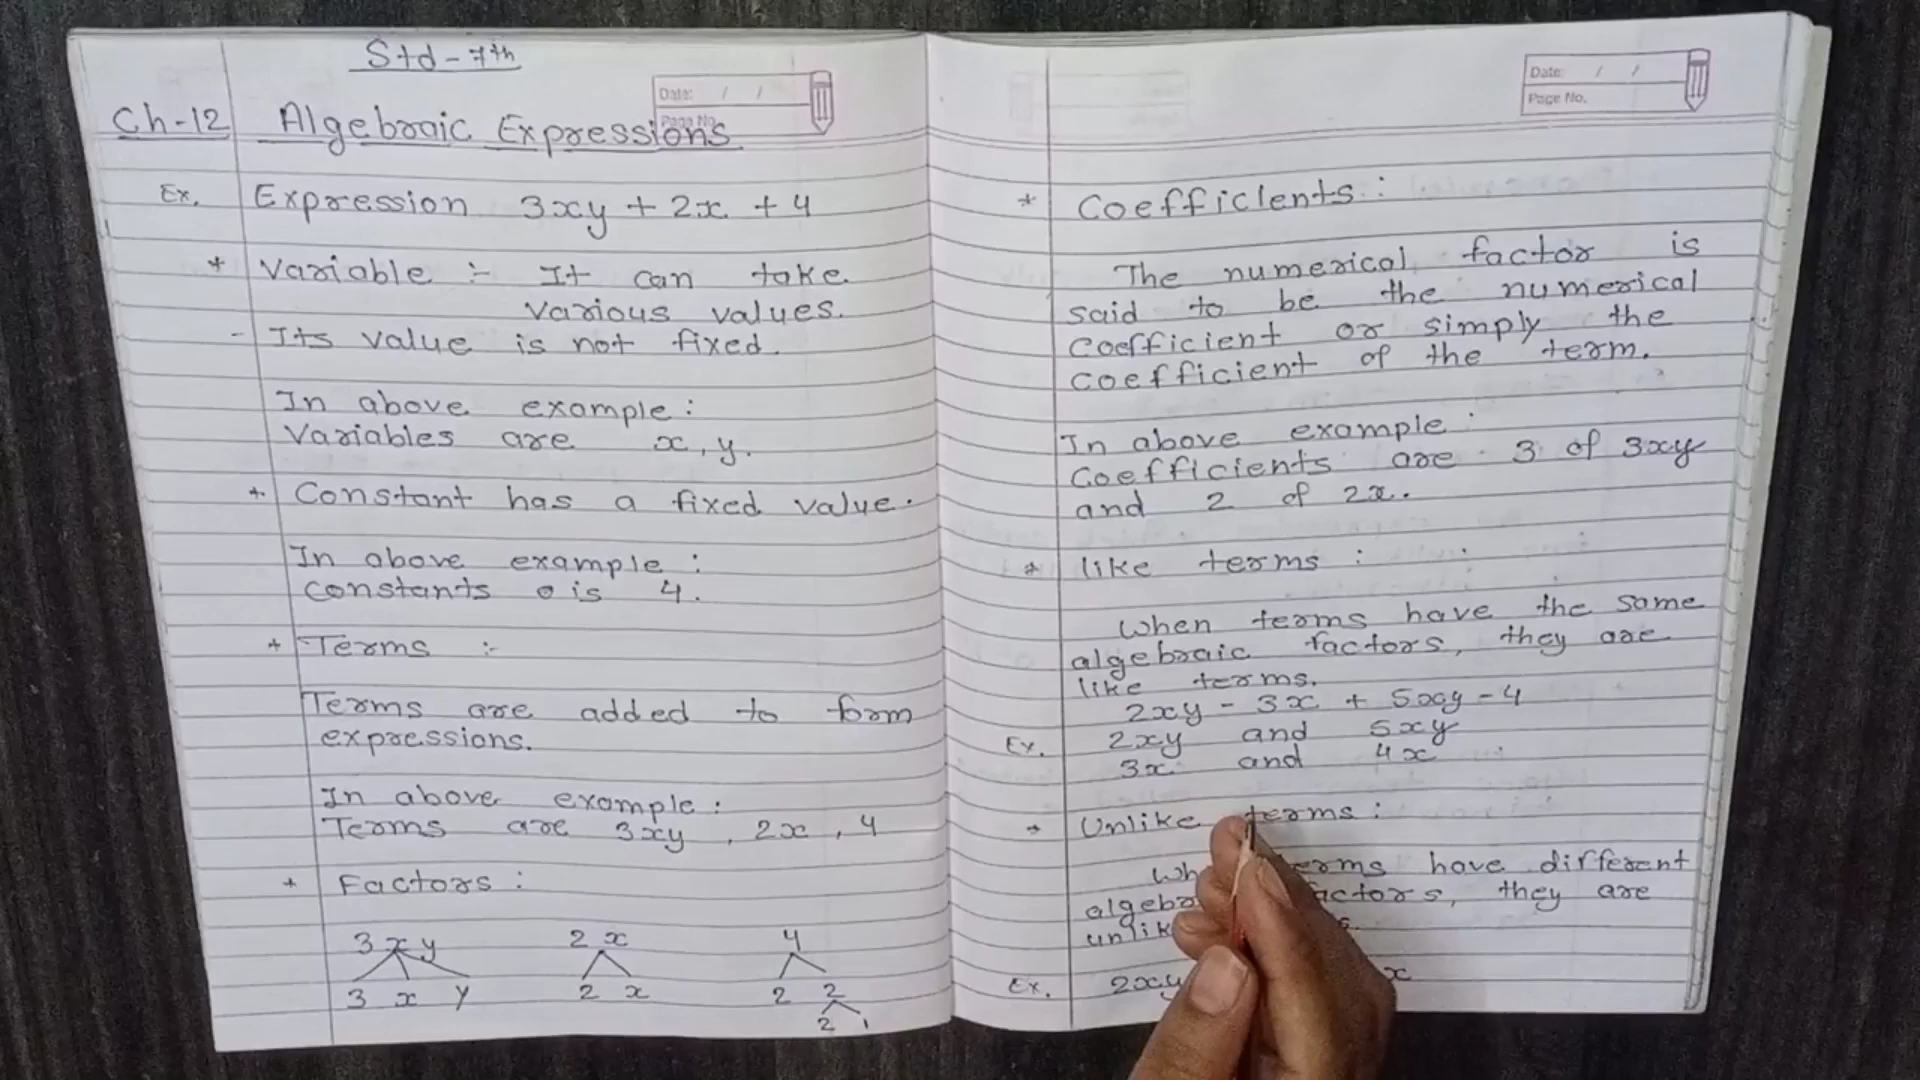 Std - 7th
Date: / /
Page No.
Ch-12 Algebraic Expressions
Ex. Expression 3xy + 2x + 4
* Variable :- It can take
various values.
- Its value is not fixed.
In above example :
Variables are x, y.
* Constant has a fixed value.
In above example :
Constants is 4.
* Terms :-
Terms are added to form
expressions.
In above example :
Terms are 3xy , 2x , 4
* Factors :
3xy 2x 4
3 x y 2 x 2 2
2 1
Date: / /
Page No.
* Coefficients :
The numerical factor is
said to be the numerical
coefficient or simply the
coefficient of the term.
In above example :
Coefficients are 3 of 3xy
and 2 of 2x.
* like terms :
When terms have the same
algebraic factors, they are
like terms.
2xy - 3x + 5xy - 4
Ex. 2xy and 5xy
3x and 4x
* Unlike terms :
have different
they are
Ex. 2xy x